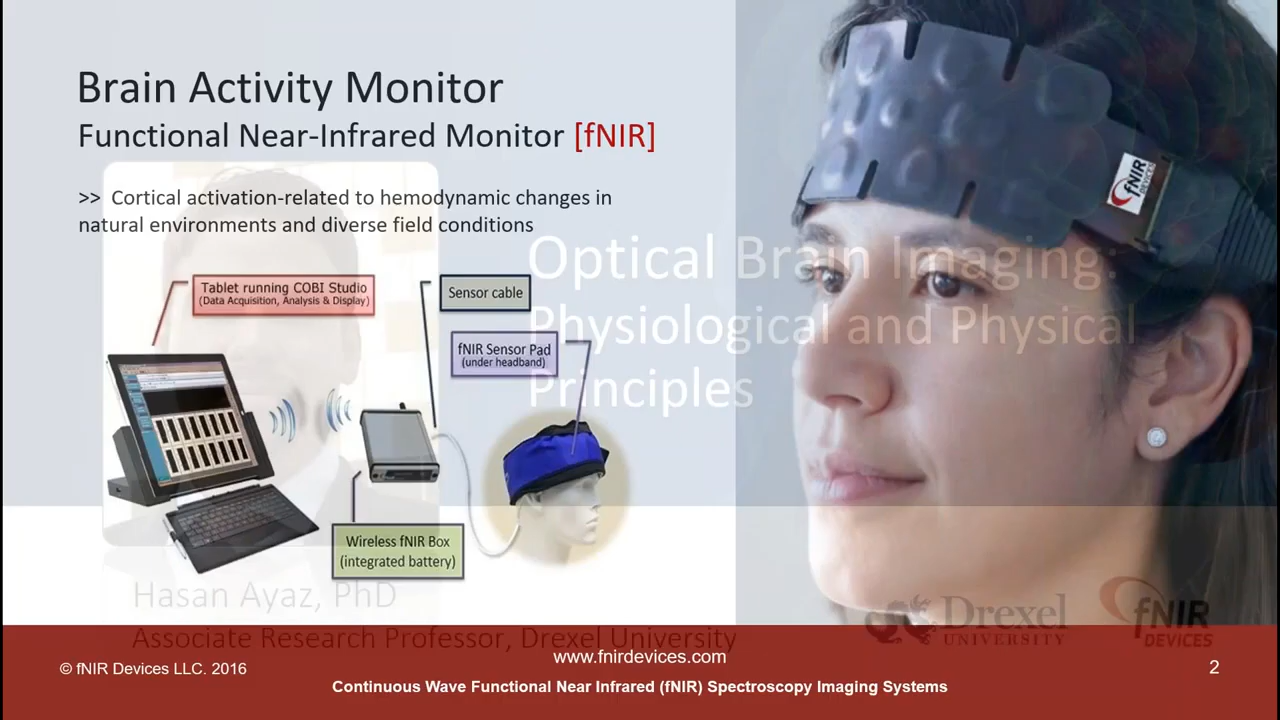 Brain Activity Monitor
Functional Near-Infrared Monitor [fNIR]
>> Cortical activation-related to hemodynamic changes in
natural environments and diverse field conditions
Optical Brain Imaging:
Physiological and Physical
Principles
Tablet running COBI Studio
(Data Acquisition, Analysis & Display)
Sensor cable
fNIR Sensor Pad
(under headband)
Wireless fNIR Box
(integrated battery)
fNIR
DEVICES
Hasan Ayaz, PhD
Associate Research Professor, Drexel University
Drexel
UNIVERSITY
fNIR
DEVICES
© fNIR Devices LLC. 2016
www.fnirdevices.com
Continuous Wave Functional Near Infrared (fNIR) Spectroscopy Imaging Systems
2